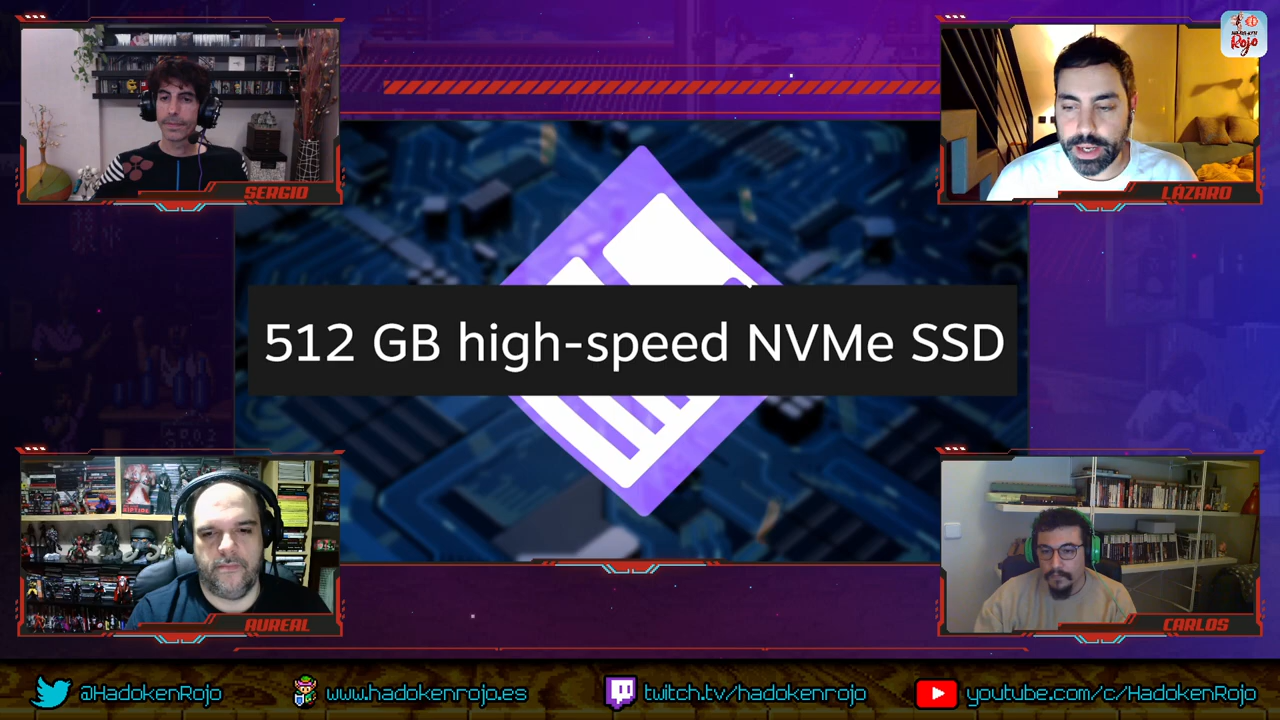 Rojo
SERGIO
LÁZARO
512 GB high-speed NVMe SSD
AUREAL
CARLOS
@HadokenRojo
www.hadokenrojo.es
twitch.tv/hadokenrojo
youtube.com/c/HadokenRojo